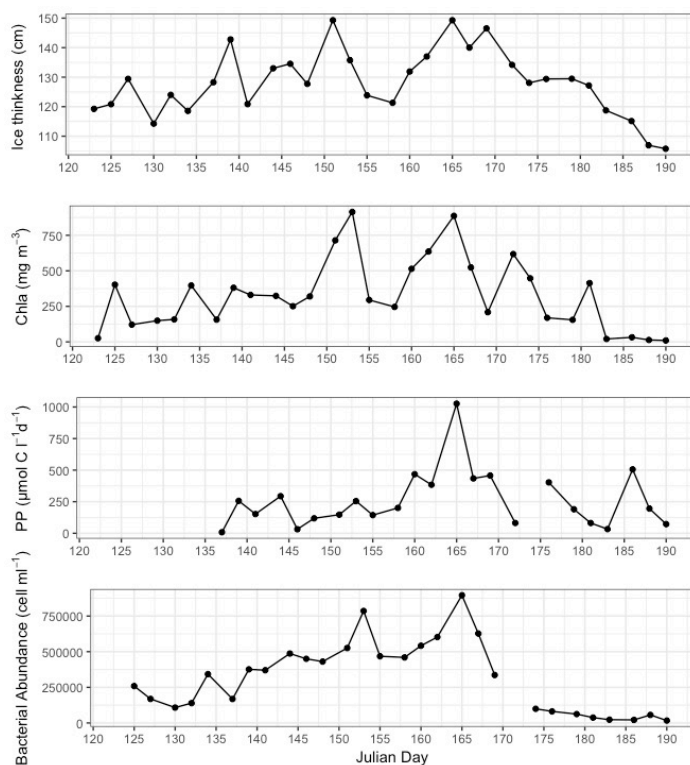 Ice thinkness (cm)
150
140
130
120
110
120 125 130 135 140 145 150 155 160 165 170 175 180 185 190
Chla (mg m⁻³)
750
500
250
0
120 125 130 135 140 145 150 155 160 165 170 175 180 185 190
PP (µmol C l⁻¹d⁻¹)
1000
750
500
250
0
120 125 130 135 140 145 150 155 160 165 170 175 180 185 190
Bacterial Abundance (cell ml⁻¹)
750000
500000
250000
0
120 125 130 135 140 145 150 155 160 165 170 175 180 185 190
Julian Day